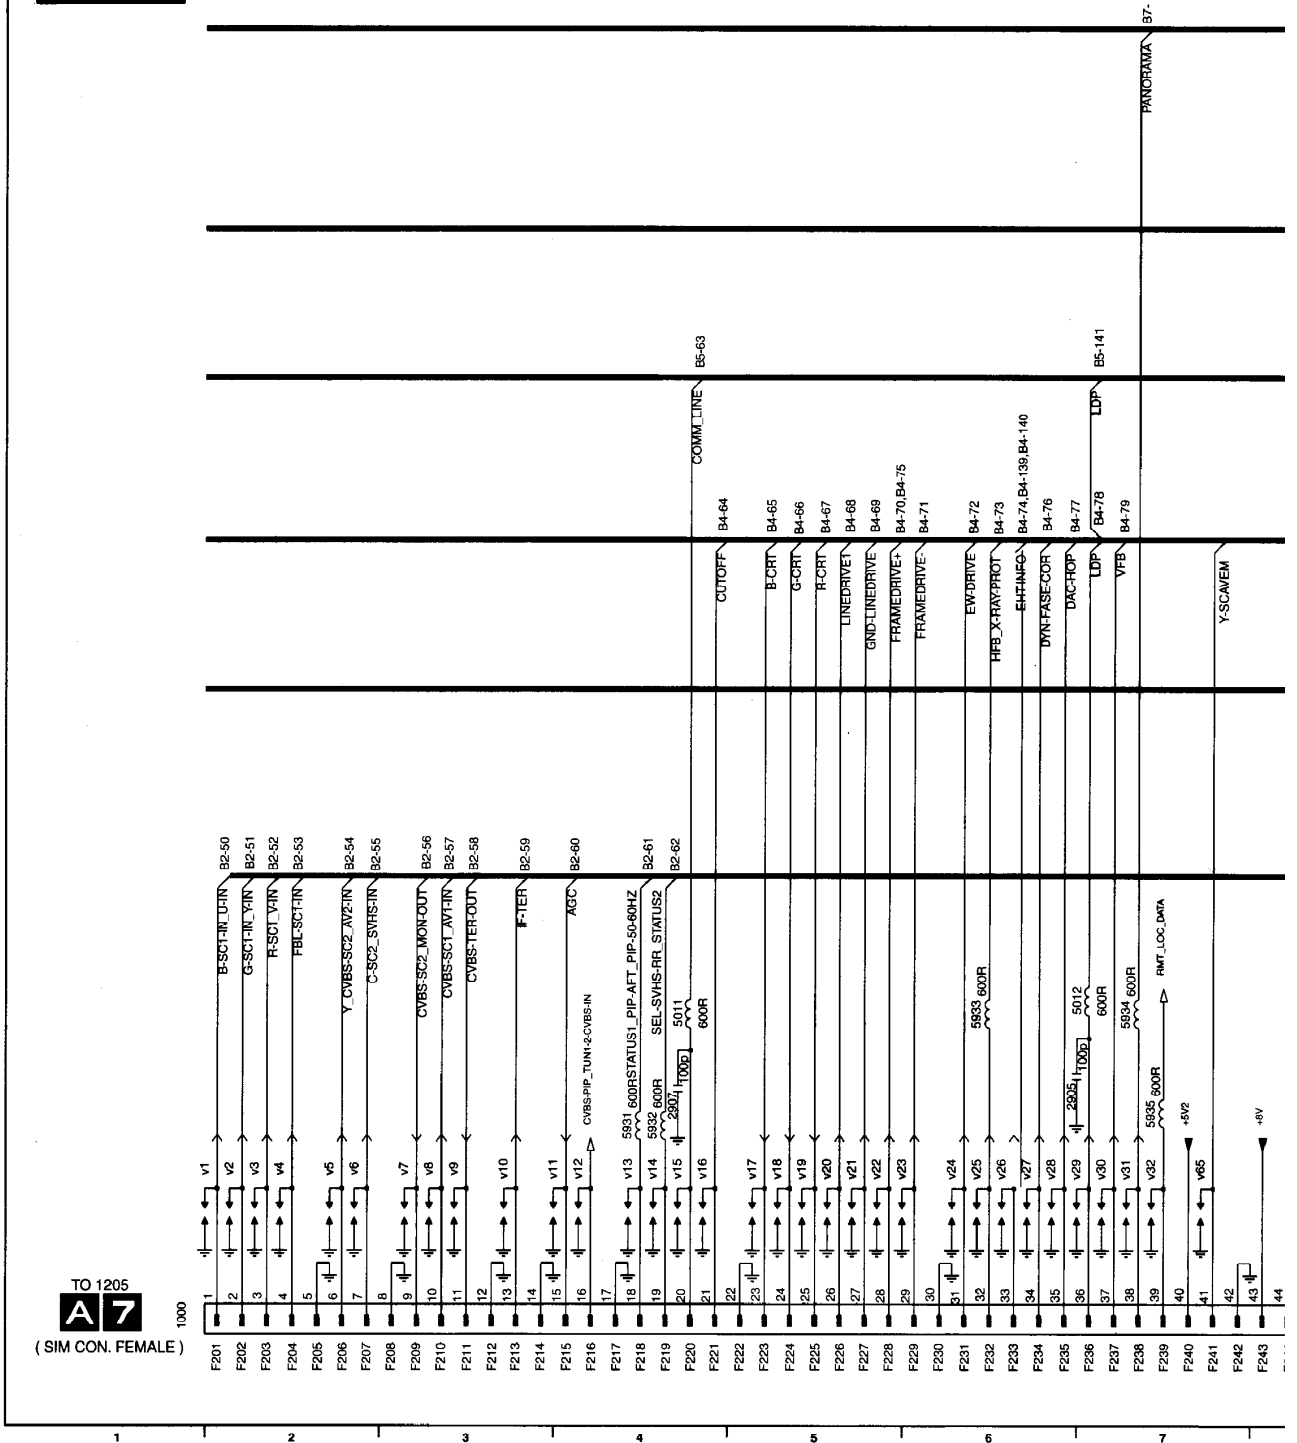 B7-
PANORAMA
B5-63
COMM_LINE
B5-141
LDP
B4-64
CUTOFF
B4-65
B-CRT
B4-66
G-CRT
B4-67
R-CRT
B4-68
LINEDRIVE1
B4-69
GND-LINEDRIVE
B4-70,B4-75
FRAMEDRIVE+
B4-71
FRAMEDRIVE-
B4-72
EW-DRIVE
B4-73
HFB_X-RAY-PROT
B4-74,B4-139,B4-140
EHT-INFO
B4-76
DYN-FASE-COR
B4-77
DAC-HOP
B4-78
LDP
B4-79
VFB
Y-SCAVEM
B2-50
B-SC1-IN_U-IN
B2-51
G-SC1-IN_Y-IN
B2-52
R-SC1_V-IN
B2-53
FBL-SC1-IN
B2-54
Y_CVBS-SC2_AV2-IN
B2-55
C-SC2_SVHS-IN
B2-56
CVBS-SC2_MON-OUT
B2-57
CVBS-SC1_AV1-IN
B2-58
CVBS-TER-OUT
B2-59
IF-TER
B2-60
AGC
CVBS-PIP_TUN1-2-CVBS-IN
B2-61
STATUS1_PIP-AFT_PIP-50-60HZ
5931 600R
B2-62
SEL-SVHS-RR_STATUS2
5932 600R
2907
100p
5011
600R
5933 600R
2905
100p
5012
600R
5934 600R
5935 600R
RMT_LOC_DATA
+5V2
+8V
v1 v2 v3 v4 v5 v6 v7 v8 v9 v10 v11 v12 v13 v14 v15 v16 v17 v18 v19 v20 v21 v22 v23 v24 v25 v26 v27 v28 v29 v30 v31 v32 v65
TO 1205
A 7
( SIM CON. FEMALE )
1000
1 2 3 4 5 6 7 8 9 10 11 12 13 14 15 16 17 18 19 20 21 22 23 24 25 26 27 28 29 30 31 32 33 34 35 36 37 38 39 40 41 42 43 44
F201 F202 F203 F204 F205 F206 F207 F208 F209 F210 F211 F212 F213 F214 F215 F216 F217 F218 F219 F220 F221 F222 F223 F224 F225 F226 F227 F228 F229 F230 F231 F232 F233 F234 F235 F236 F237 F238 F239 F240 F241 F242 F243
1 2 3 4 5 6 7